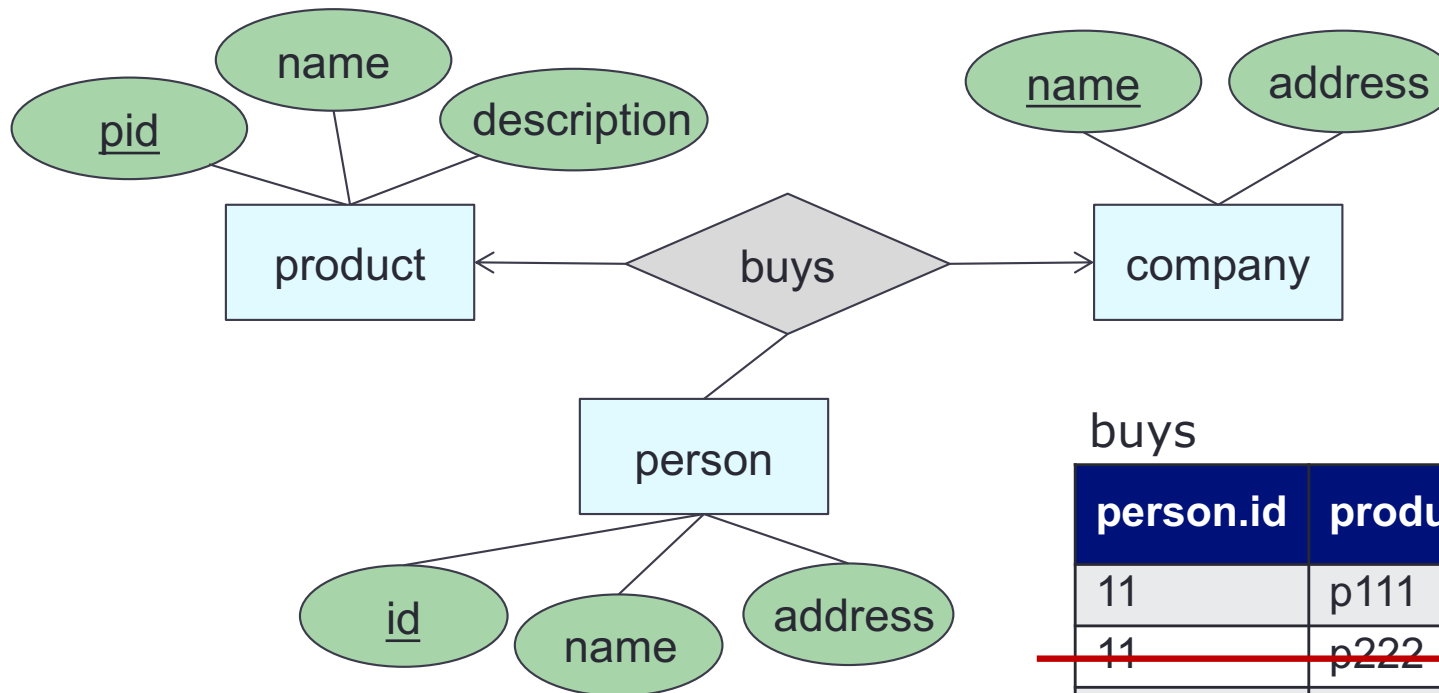 name
pid
description
name
address
product
buys
company
person
id
name
address
buys
person.id
11 p111
11 p222